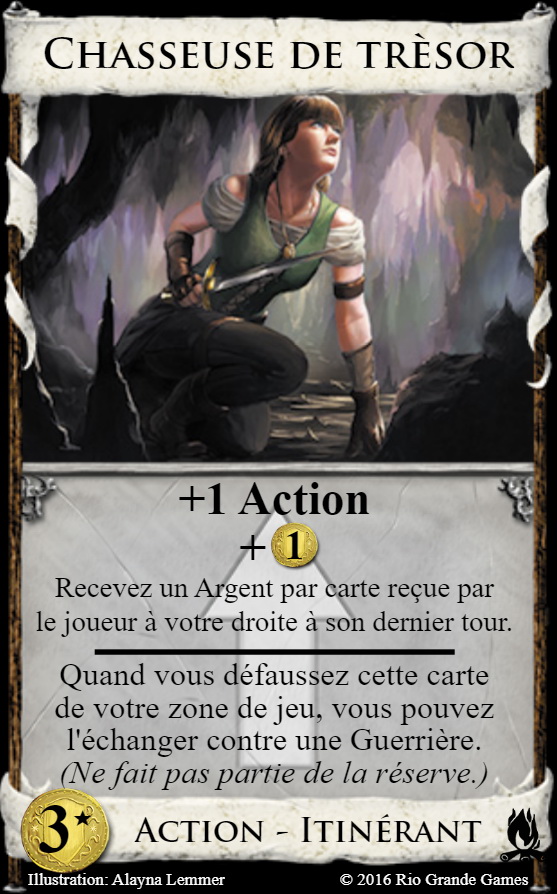 Chasseuse de trèsor
+1 Action
+ 1
Recevez un Argent par carte reçue par
le joueur à votre droite à son dernier tour.
Quand vous défaussez cette carte
de votre zone de jeu, vous pouvez
l'échanger contre une Guerrière.
(Ne fait pas partie de la réserve.)
3* Action - Itinérant
Illustration: Alayna Lemmer © 2016 Rio Grande Games